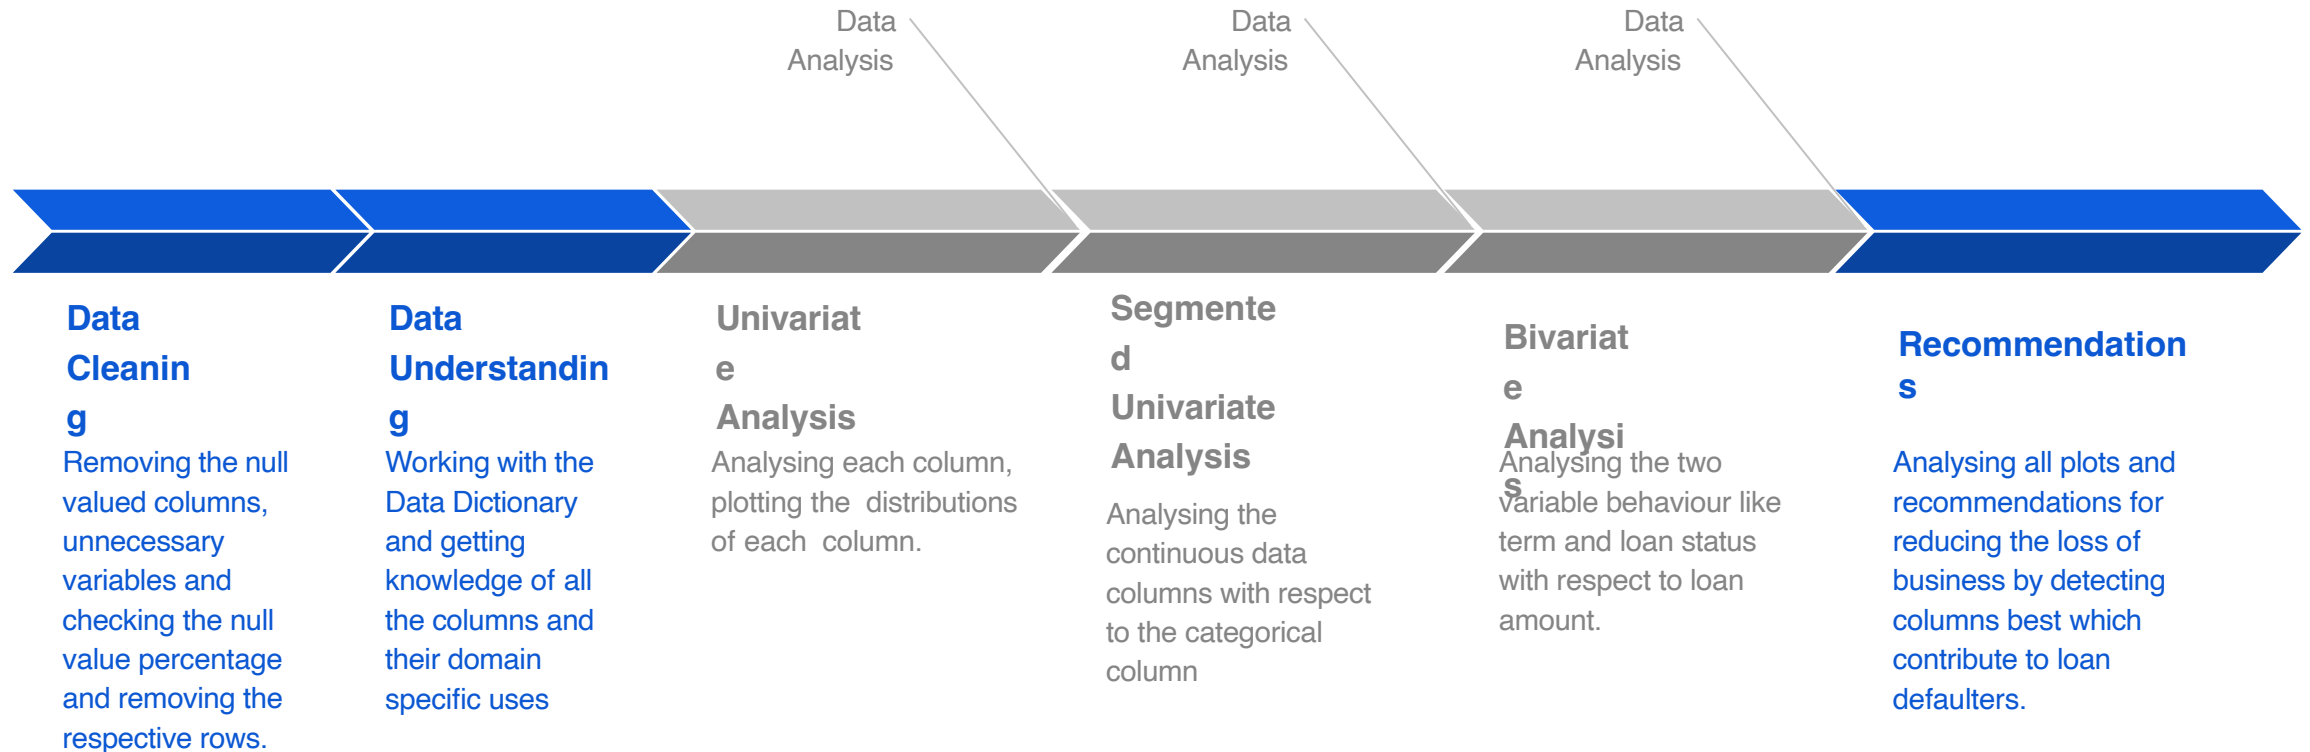 Data
Analysis
Data
Analysis
Data
Analysis
Data
Cleanin
g
Removing the null
valued columns,
unnecessary
variables and
checking the null
value percentage
and removing the
respective rows.
Data
Understandin
g
Working with the
Data Dictionary
and getting
knowledge of all
the columns and
their domain
specific uses
Univariat
e
Analysis
Analysing each column,
plotting the distributions
of each column.
Segmente
d
Univariate
Analysis
Analysing the
continuous data
columns with respect
to the categorical
column
Bivariat
e
Analysi
s
Analysing the two
variable behaviour like
term and loan status
with respect to loan
amount.
Recommendation
s
Analysing all plots and
recommendations for
reducing the loss of
business by detecting
columns best which
contribute to loan
defaulters.